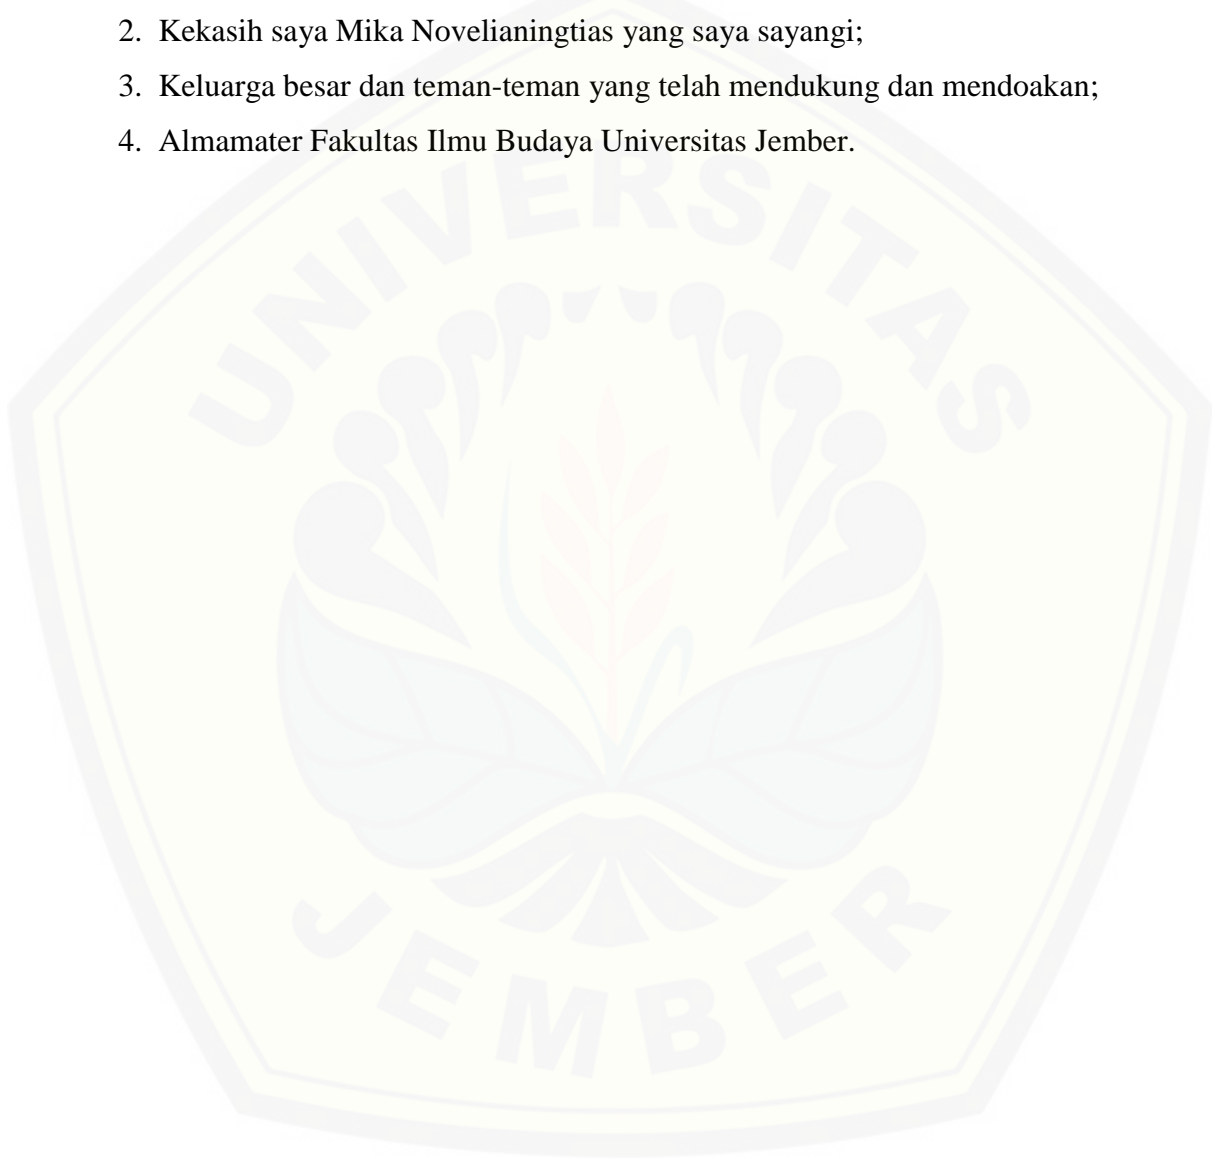 2. Kekasih saya Mika Novelianingtias yang saya sayangi;
3. Keluarga besar dan teman-teman yang telah mendukung dan mendoakan;
4. Almamater Fakultas Ilmu Budaya Universitas Jember.
UNIVERSITAS
JEMBER